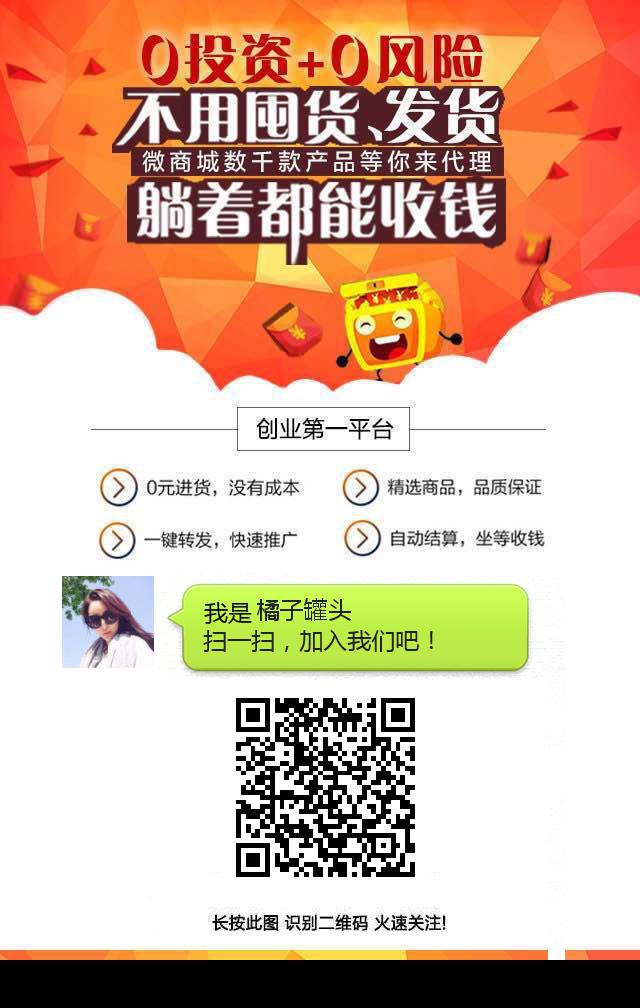 0投资+0风险
不用囤货、发货
微商城数千款产品等你来代理
躺着都能收钱
创业第一平台
0元进货，没有成本
精选商品，品质保证
一键转发，快速推广
自动结算，坐等收钱
我是 橘子罐头
扫一扫，加入我们吧！
长按此图 识别二维码 火速关注!